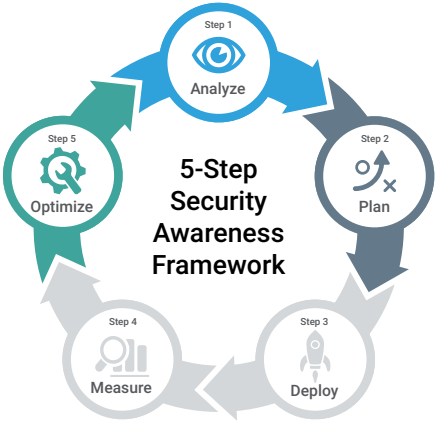 Step 1
Analyze
Step 2
Plan
Step 3
Deploy
Step 4
Measure
Step 5
Optimize
5-Step
Security
Awareness
Framework